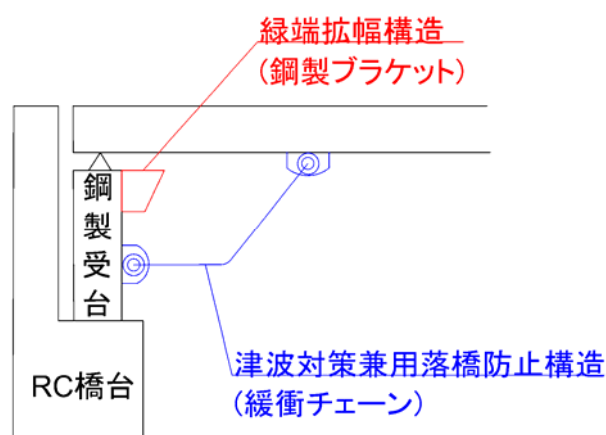 緑端拡幅構造
(鋼製ブラケット)
鋼製受台
RC橋台
津波対策兼用落橋防止構造
(緩衝チェーン)